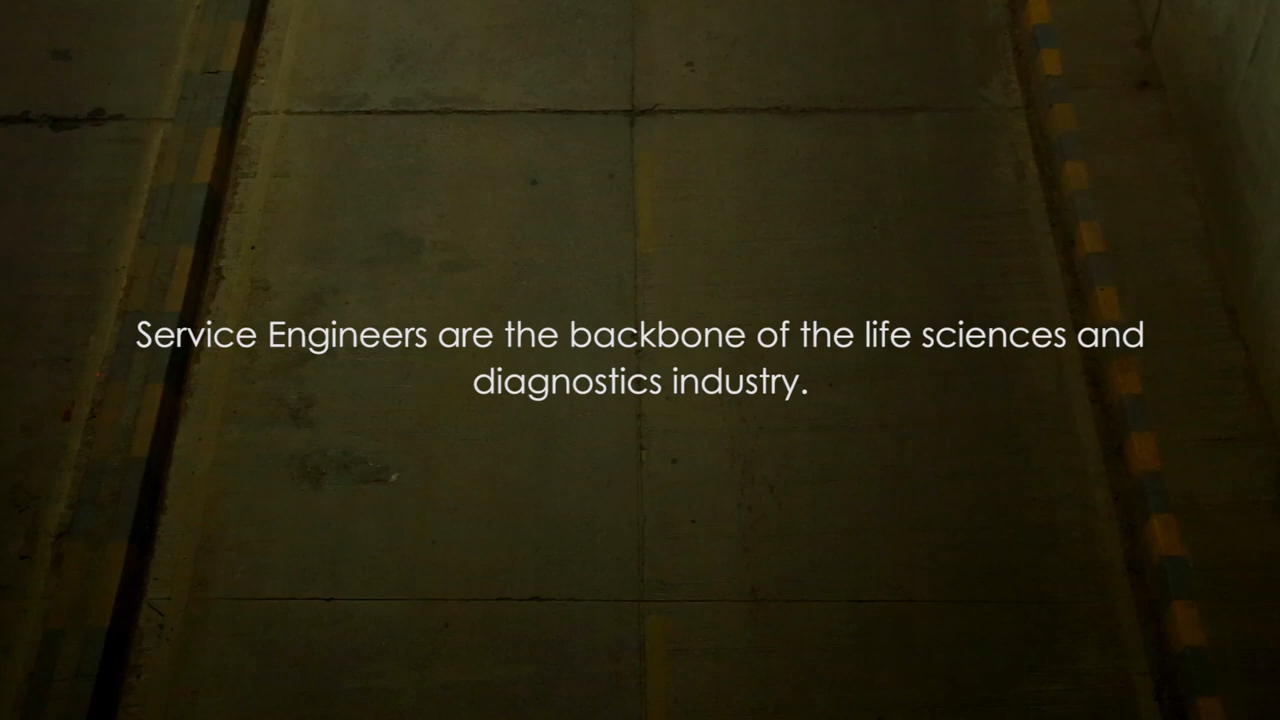 Service Engineers are the backbone of the life sciences and
diagnostics industry.